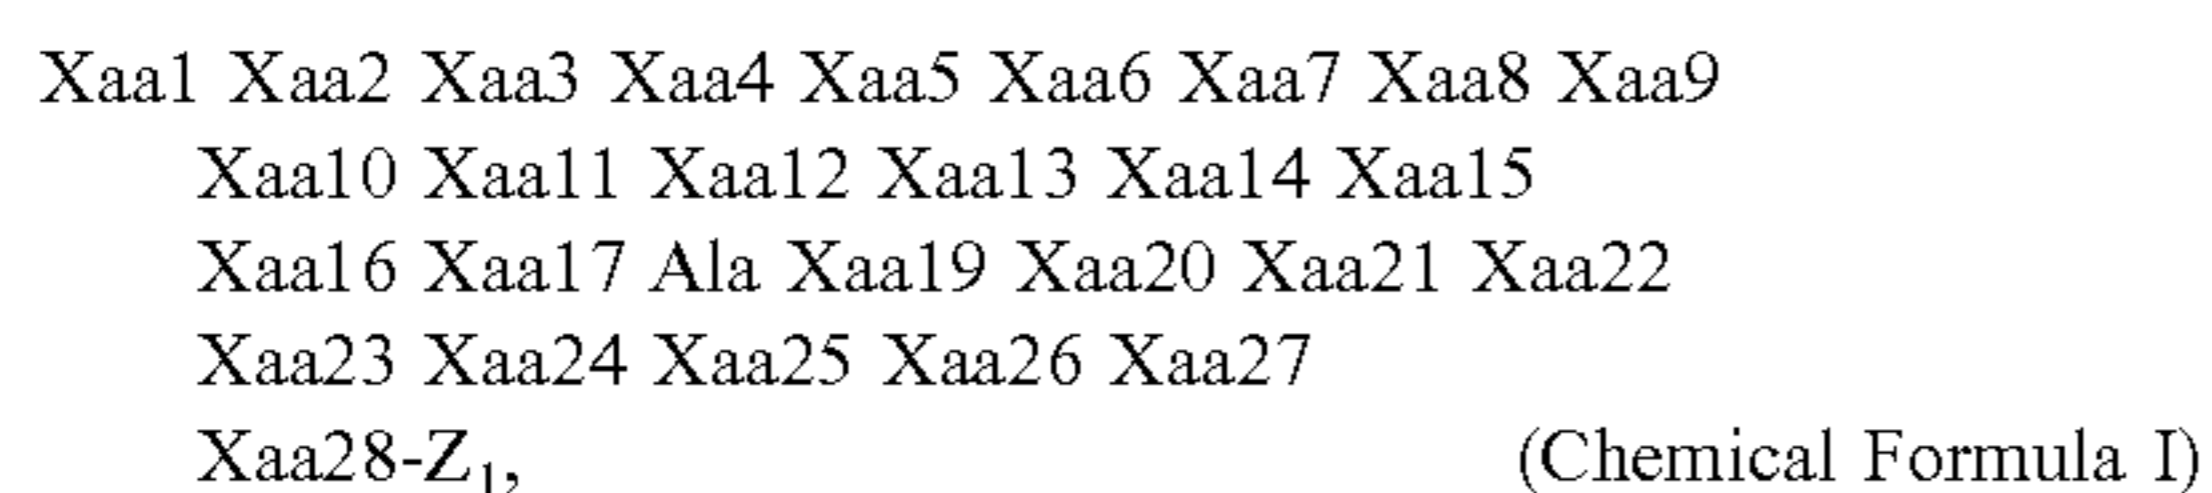 Xaa1 Xaa2 Xaa3 Xaa4 Xaa5 Xaa6 Xaa7 Xaa8 Xaa9
Xaa10 Xaa11 Xaa12 Xaa13 Xaa14 Xaa15
Xaa16 Xaa17 Ala Xaa19 Xaa20 Xaa21 Xaa22
Xaa23 Xaa24 Xaa25 Xaa26 Xaa27
Xaa28-Z₁, (Chemical Formula I)